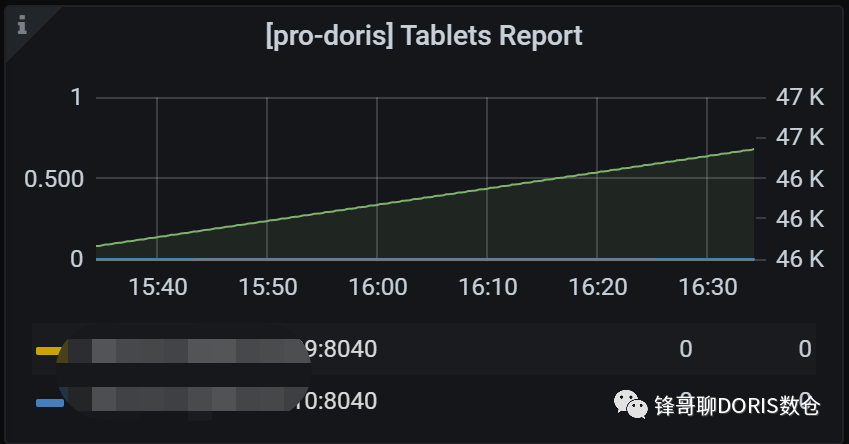 i
[pro-doris] Tablets Report
1
0.500
0
47 K
47 K
46 K
46 K
46 K
15:40 15:50 16:00 16:10 16:20 16:30
9:8040 0 0
0:8040
锋哥聊DORIS数仓